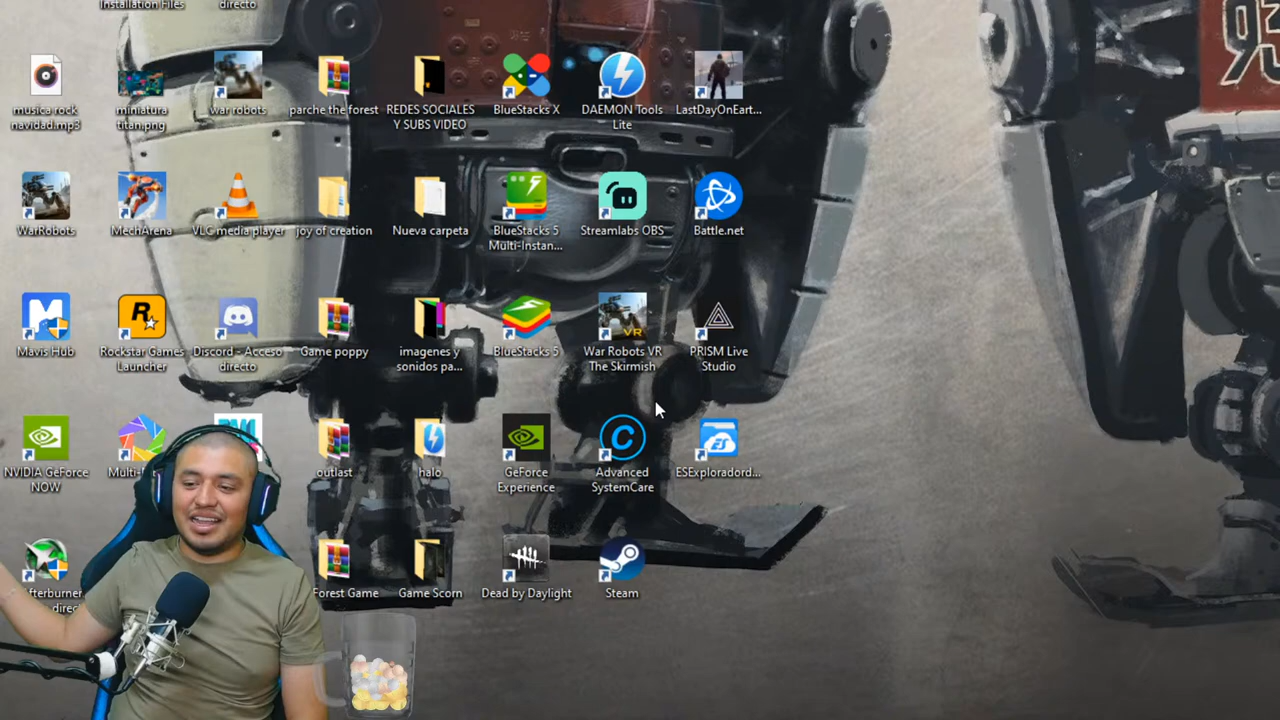 Installation Files
directo
musica rock
navidad.mp3
miniatura
titan.png
war robots
parche the forest
REDES SOCIALES
Y SUBS VIDEO
BlueStacks X
DAEMON Tools
Lite
LastDayOnEart...
WarRobots
MechArena
VLC media player
joy of creation
Nueva carpeta
BlueStacks 5
Multi-Instan...
Streamlabs OBS
Battle.net
Mavis Hub
Rockstar Games
Launcher
Discord - Acceso
directo
Game poppy
imagenes y
sonidos pa...
BlueStacks 5
VR
War Robots VR
The Skirmish
PRISM Live
Studio
NVIDIA GeForce
NOW
outlast
halo
GeForce
Experience
Advanced
SystemCare
ES
ESExplorador d...
Forest Game
Game Scorn
Dead by Daylight
Steam